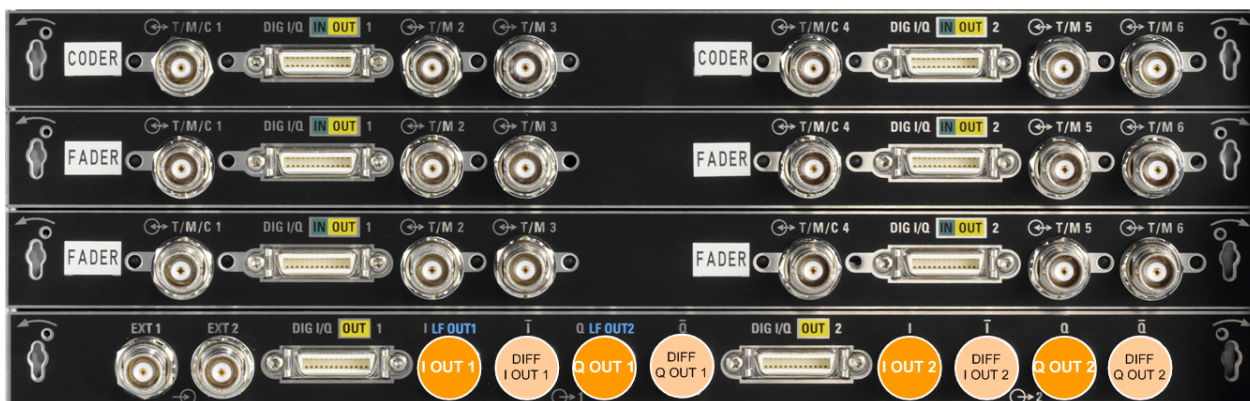 T/M/C 1 DIG I/Q IN OUT 1 T/M 2 T/M 3 T/M/C 4 DIG I/Q IN OUT 2 T/M 5 T/M 6
CODER CODER
T/M/C 1 DIG I/Q IN OUT 1 T/M 2 T/M 3 T/M/C 4 DIG I/Q IN OUT 2 T/M 5 T/M 6
FADER FADER
T/M/C 1 DIG I/Q IN OUT 1 T/M 2 T/M 3 T/M/C 4 DIG I/Q IN OUT 2 T/M 5 T/M 6
FADER FADER
EXT 1 EXT 2 DIG I/Q OUT 1 I LF OUT1 Ī Q LF OUT2 Q̄ DIG I/Q OUT 2 I Ī Q Q̄
I OUT 1
DIFF
I OUT 1
Q OUT 1
DIFF
Q OUT 1
I OUT 2
DIFF
I OUT 2
Q OUT 2
DIFF
Q OUT 2
1 2